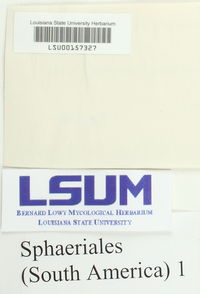 Louisiana State University Herbarium
LSU00157327
LSUM
BERNARD LOWY MYCOLOGICAL HERBARIUM
LOUISIANA STATE UNIVERSITY
Sphaeriales
(South America) 1